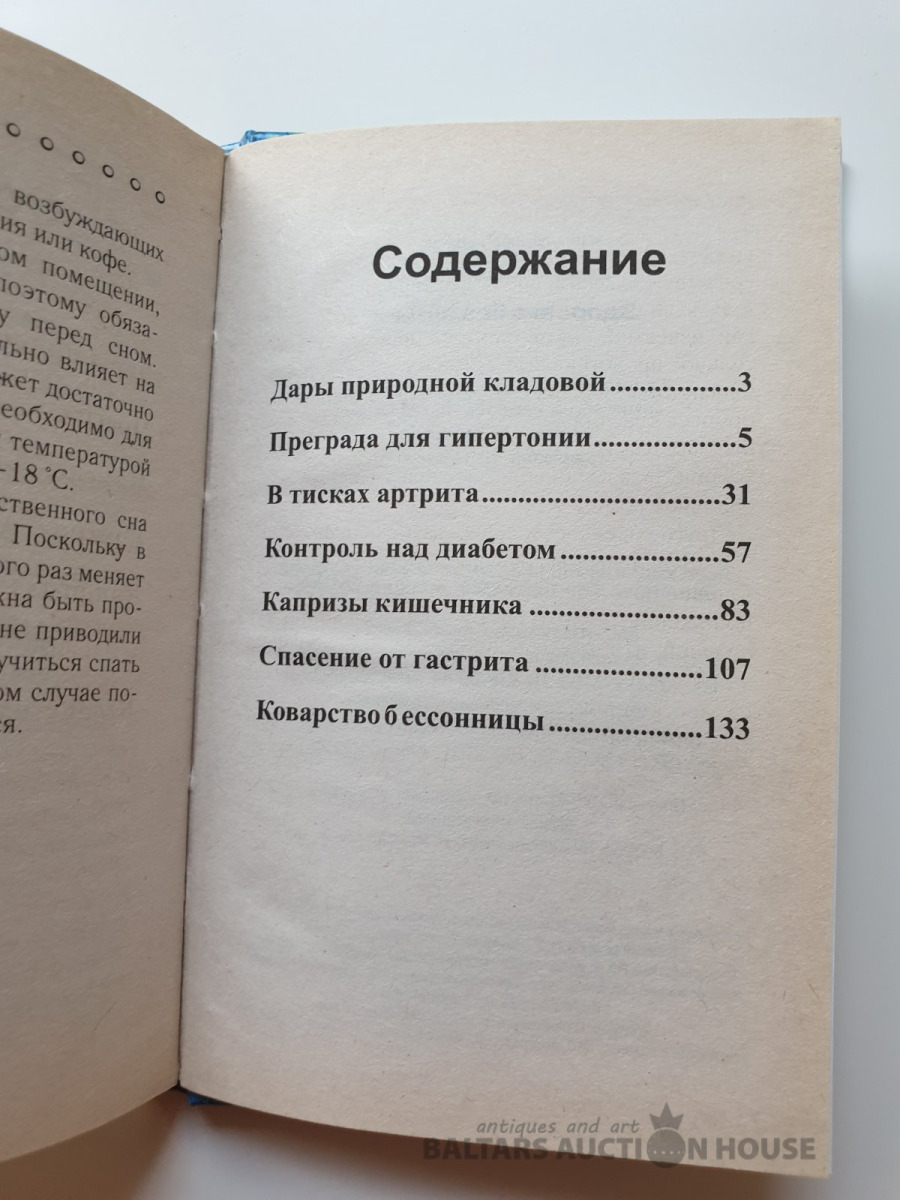 возбуждающих
или кофе.
помещении,
поэтому обяза-
перед сном.
влияет на
достаточно
необходимо для
температурой
-18 °C.
сна
Поскольку в
раз меняет
быть про-
не приводили
спать
случае по-
Содержание
Дары природной кладовой.................3
Преграда для гипертонии....................5
В тисках артрита.................................31
Контроль над диабетом ......................57
Капризы кишечника ..........................83
Спасение от гастрита .......................107
Коварство бессонницы.....................133
antiques and art
BALTARS AUCTION HOUSE